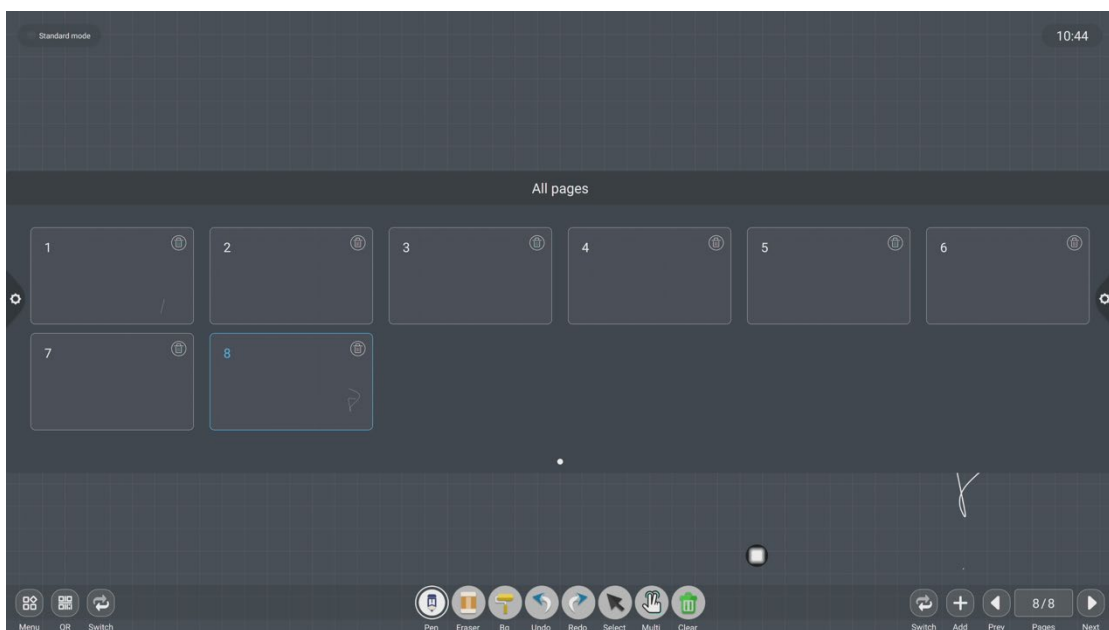 Standard mode
10:44
All pages
1 2 3 4 5 6
7 8
8/8
Menu QR Switch Pen Eraser Bg Undo Redo Select Multi Clear Switch Add Prev Pages Next